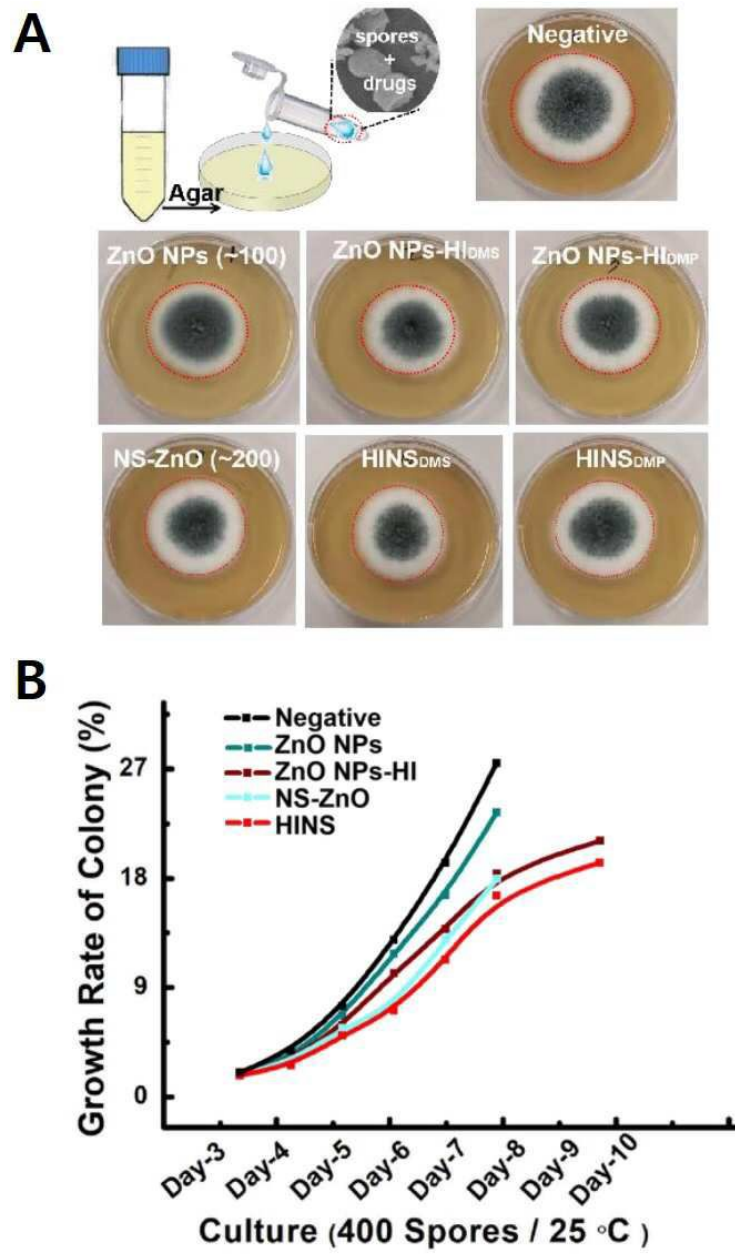 A
spores
+
drugs
Agar
Negative
ZnO NPs (~100)
ZnO NPs-HIDMS
ZnO NPs-HIDMP
NS-ZnO (~200)
HINSDMS
HINSDMP
B
Growth Rate of Colony (%)
27
18
9
0
Negative
ZnO NPs
ZnO NPs-HI
NS-ZnO
HINS
Day-3
Day-4
Day-5
Day-6
Day-7
Day-8
Day-9
Day-10
Culture (400 Spores / 25 °C )